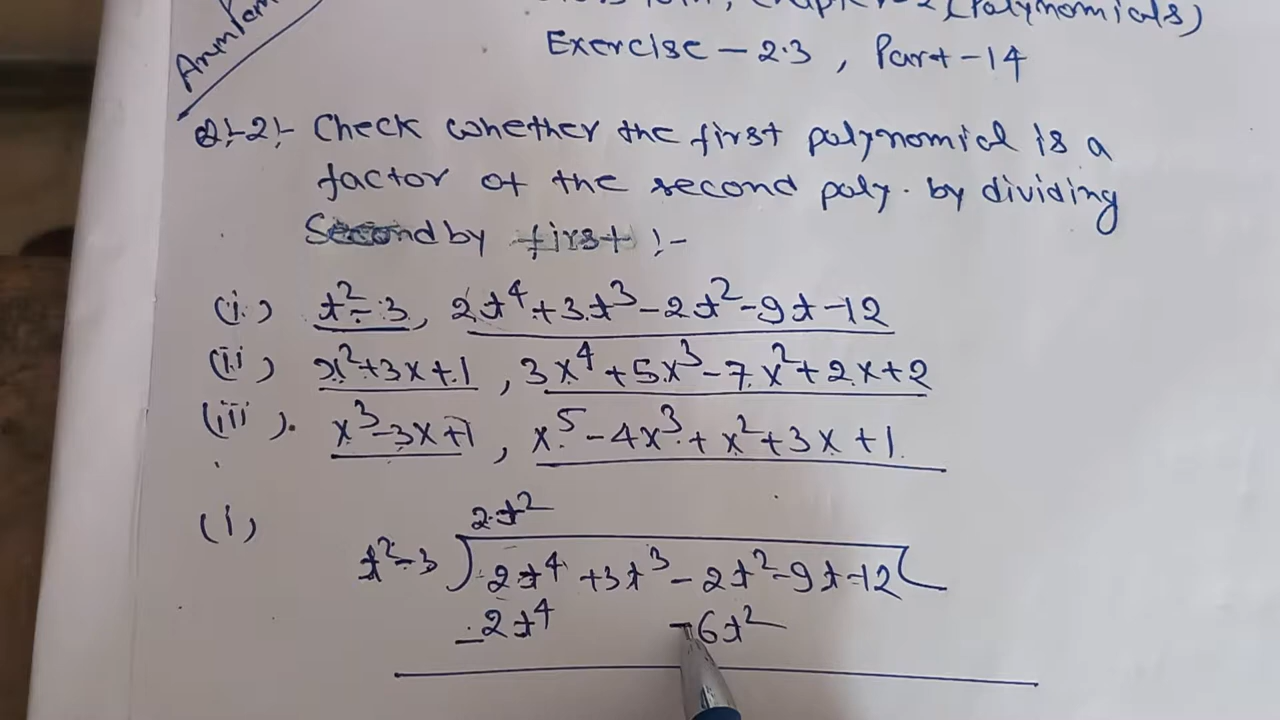 (Polynomials)
Exercise - 2.3 , Part - 14
Q:-2:- Check whether the first polynomial is a
factor of the second poly. by dividing
Second by first :-
(i.) t²-3, 2t⁴+3t³-2t²-9t-12
(ii) x²+3x+1 , 3x⁴+5x³-7x²+2x+2
(iii). x³-3x+1 , x⁵-4x³+x²+3x+1.
(i)
2t²
t²-3 ) 2t⁴+3t³-2t²-9t-12 (
-2t⁴ -6t²